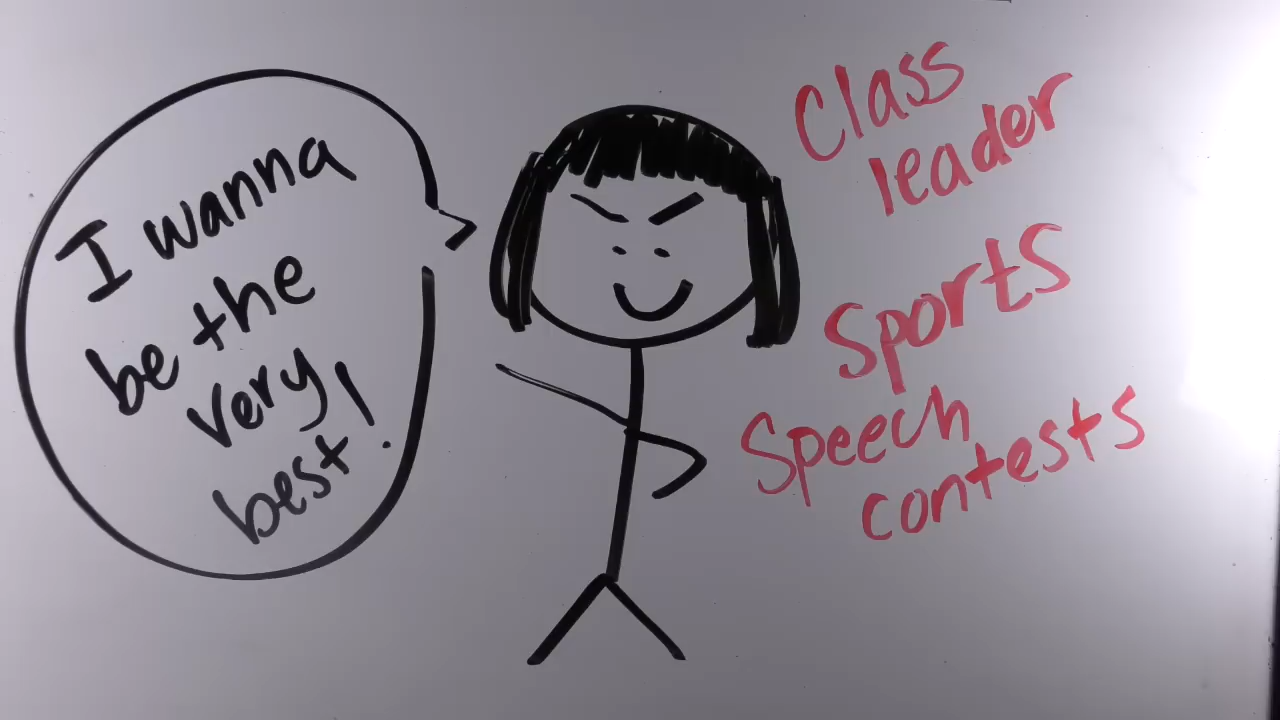 I wanna
be the
very
best!
Class
leader
Sports
Speech
contests